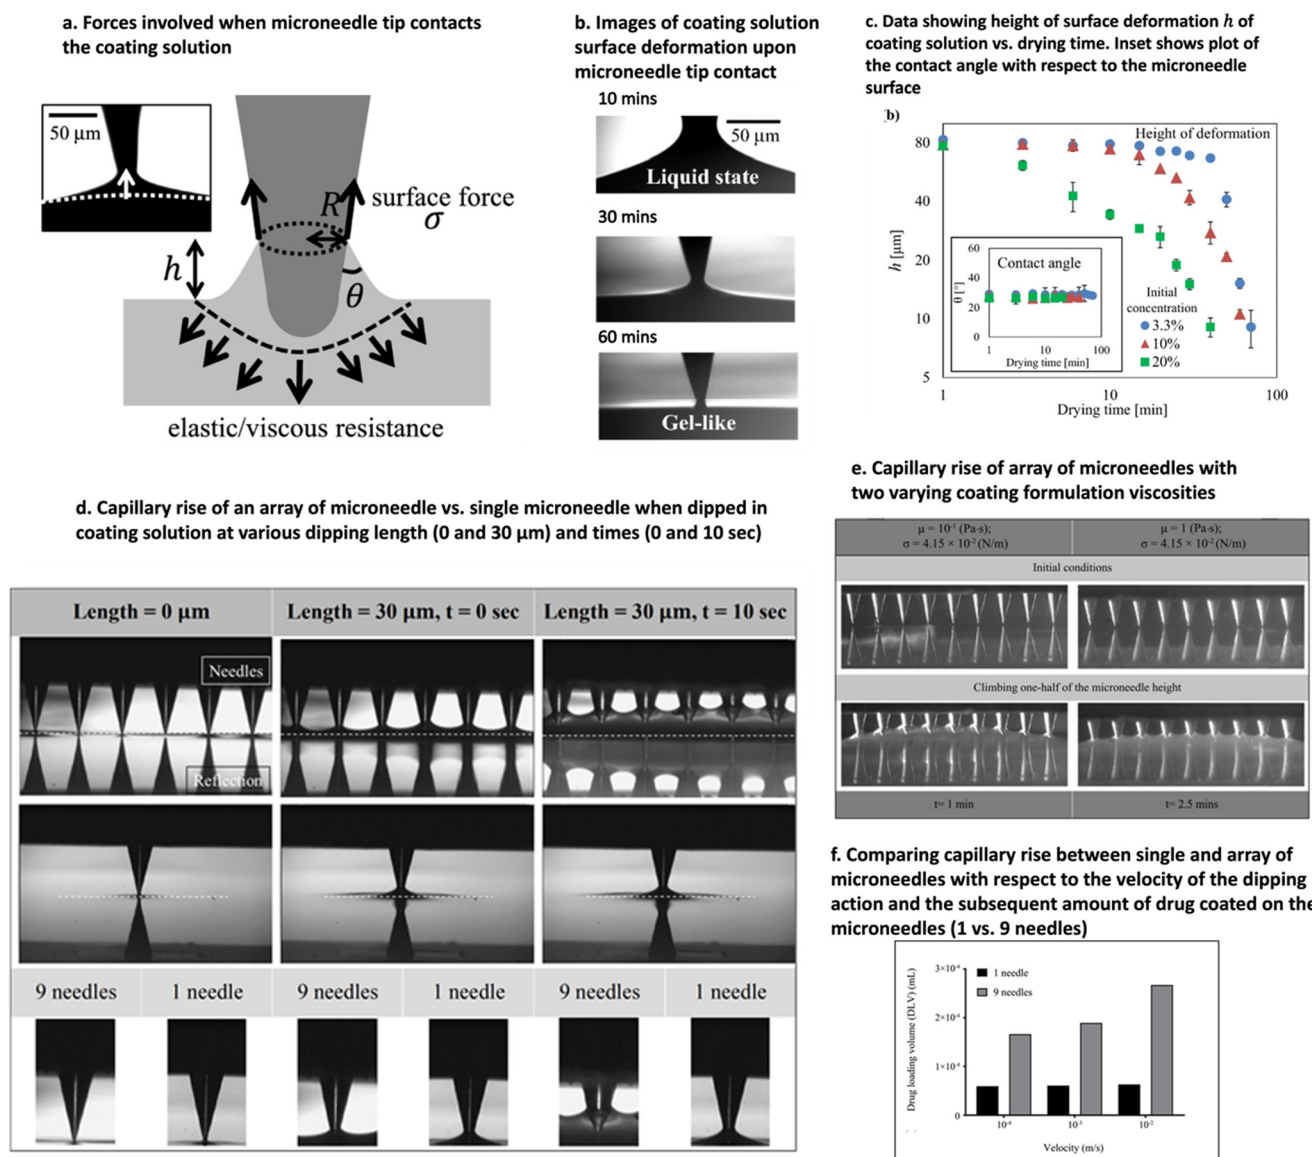 a. Forces involved when microneedle tip contacts
the coating solution
50 μm
R
surface force
σ
h
θ
elastic/viscous resistance
b. Images of coating solution
surface deformation upon
microneedle tip contact
10 mins
50 μm
Liquid state
30 mins
60 mins
Gel-like
c. Data showing height of surface deformation h of
coating solution vs. drying time. Inset shows plot of
the contact angle with respect to the microneedle
surface
b)
Height of deformation
80
40
20
10
5
h [μm]
1
10
100
Drying time [min]
Contact angle
60
40
20
0
θ [°]
1
10
100
Drying time [min]
Initial
concentration
3.3%
10%
20%
d. Capillary rise of an array of microneedle vs. single microneedle when dipped in
coating solution at various dipping length (0 and 30 μm) and times (0 and 10 sec)
Length = 0 μm
Length = 30 μm, t = 0 sec
Length = 30 μm, t = 10 sec
Needles
Reflection
9 needles
1 needle
9 needles
1 needle
9 needles
1 needle
e. Capillary rise of array of microneedles with
two varying coating formulation viscosities
μ = 10⁻¹ (Pa·s);
σ = 4.15 × 10⁻² (N/m)
μ = 1 (Pa·s);
σ = 4.15 × 10⁻² (N/m)
Initial conditions
Climbing one-half of the microneedle height
t= 1 min
t= 2.5 mins
f. Comparing capillary rise between single and array of
microneedles with respect to the velocity of the dipping
action and the subsequent amount of drug coated on the
microneedles (1 vs. 9 needles)
Drug loading volume (DLV) (mL)
3×10⁻⁴
2×10⁻⁴
1×10⁻⁴
0
1 needle
9 needles
10⁻⁴
10⁻³
10⁻²
Velocity (m/s)